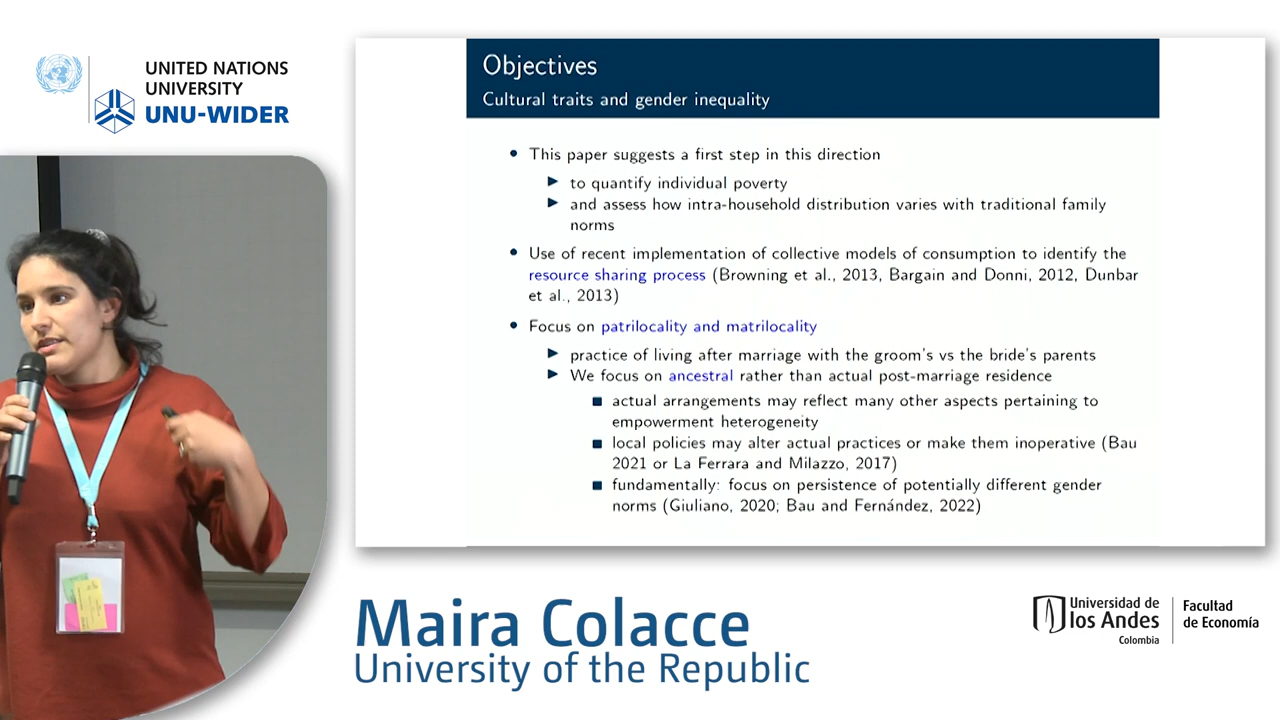 UNITED NATIONS
UNIVERSITY
UNU-WIDER
Objectives
Cultural traits and gender inequality
• This paper suggests a first step in this direction
▶ to quantify individual poverty
▶ and assess how intra-household distribution varies with traditional family
norms
• Use of recent implementation of collective models of consumption to identify the
resource sharing process (Browning et al., 2013, Bargain and Donni, 2012, Dunbar
et al., 2013)
• Focus on patrilocality and matrilocality
▶ practice of living after marriage with the groom's vs the bride's parents
▶ We focus on ancestral rather than actual post-marriage residence
■ actual arrangements may reflect many other aspects pertaining to
empowerment heterogeneity
■ local policies may alter actual practices or make them inoperative (Bau
2021 or La Ferrara and Milazzo, 2017)
■ fundamentally: focus on persistence of potentially different gender
norms (Giuliano, 2020; Bau and Fernández, 2022)
Maira Colacce
University of the Republic
Universidad de
los Andes
Colombia
Facultad
de Economía